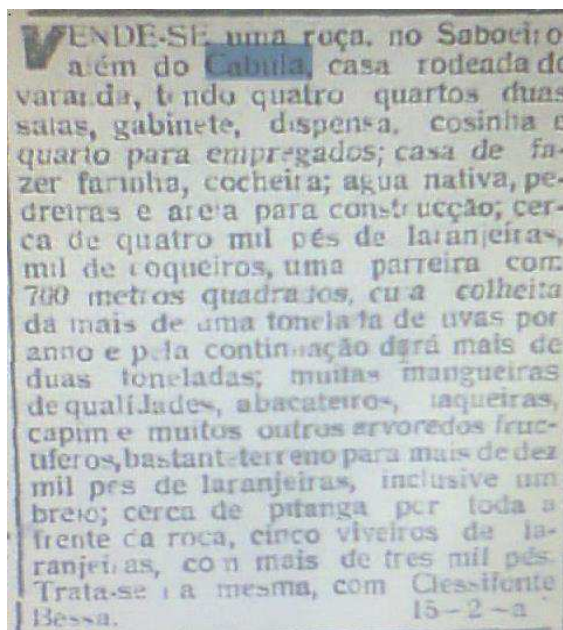 VENDE-SE uma roça, no Saboeiro
além do Cabula, casa rodeada de
varanda, tendo quatro quartos duas
salas, gabinete, dispensa, cosinha e
quarto para empregados; casa de fa-
zer farinha, cocheira; agua nativa, pe-
dreiras e areia para construcção; cer-
ca de quatro mil pés de laranjeiras,
mil de coqueiros, uma parreira com
700 metros quadrados, cuja colheita
dá mais de uma tonelada de uvas por
anno e pela continuação dará mais de
duas toneladas; muitas mangueiras
de qualidades, abacateiros, jaqueiras,
capim e muitos outros arvoredos fruc-
tiferos, bastante terreno para mais de dez
mil pés de laranjeiras, inclusive um
brejo; cerca de pitanga por toda a
frente da roça, cinco viveiros de la-
ranjeiras, com mais de tres mil pés.
Trata-se na mesma, com Clessifonte
Bessa. 15—2—a